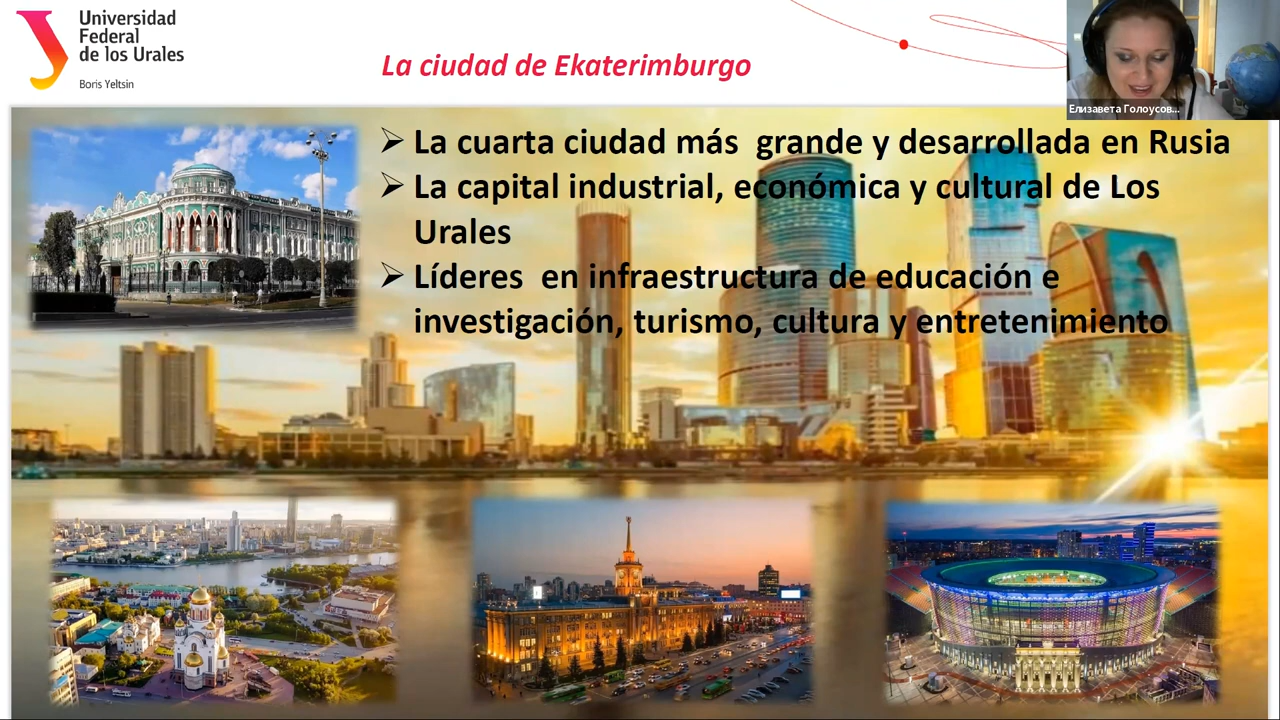 Universidad
Federal
de los Urales
Boris Yeltsin
La ciudad de Ekaterimburgo
Елизавета Голоусов...
➢ La cuarta ciudad más grande y desarrollada en Rusia
➢ La capital industrial, económica y cultural de Los
Urales
➢ Líderes en infraestructura de educación e
investigación, turismo, cultura y entretenimiento